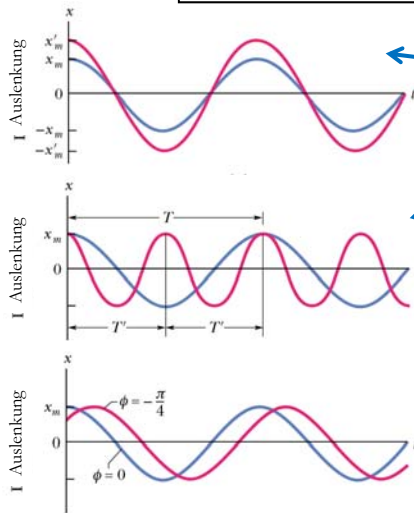 x
x'm
xm
0
−xm
−x'm
t
I Auslenkung
x
T
xm
0
T'
T'
I Auslenkung
x
xm
ϕ = −π/4
0
ϕ = 0
I Auslenkung